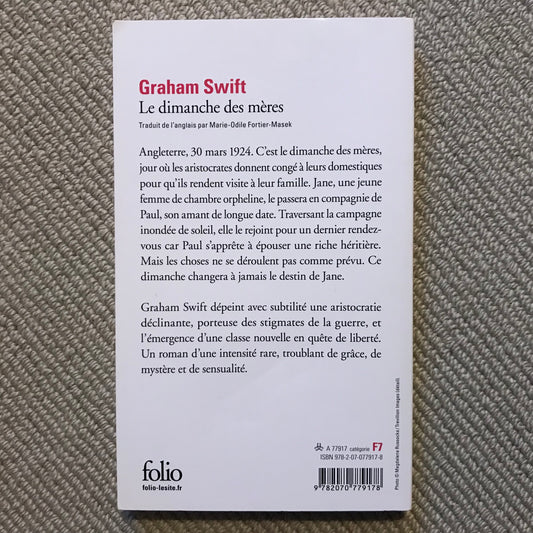 Graham Swift
Le dimanche des mères
Traduit de l'anglais par Marie-Odile Fortier-Masek
Angleterre, 30 mars 1924. C'est le dimanche des mères,
jour où les aristocrates donnent congé à leurs domestiques
pour qu'ils rendent visite à leur famille. Jane, une jeune
femme de chambre orpheline, le passera en compagnie de
Paul, son amant de longue date. Traversant la campagne
inondée de soleil, elle le rejoint pour un dernier rendez-
vous car Paul s'apprête à épouser une riche héritière.
Mais les choses ne se déroulent pas comme prévu. Ce
dimanche changera à jamais le destin de Jane.
Graham Swift dépeint avec subtilité une aristocratie
déclinante, porteuse des stigmates de la guerre, et
l'émergence d'une classe nouvelle en quête de liberté.
Un roman d'une intensité rare, troublant de grâce, de
mystère et de sensualité.
A 77917 catégorie F7
ISBN 978-2-07-077917-8
folio
folio-lesite.fr
9 782070 779178
Photo © Magdalena Russocka / Trevillion Images (détail).